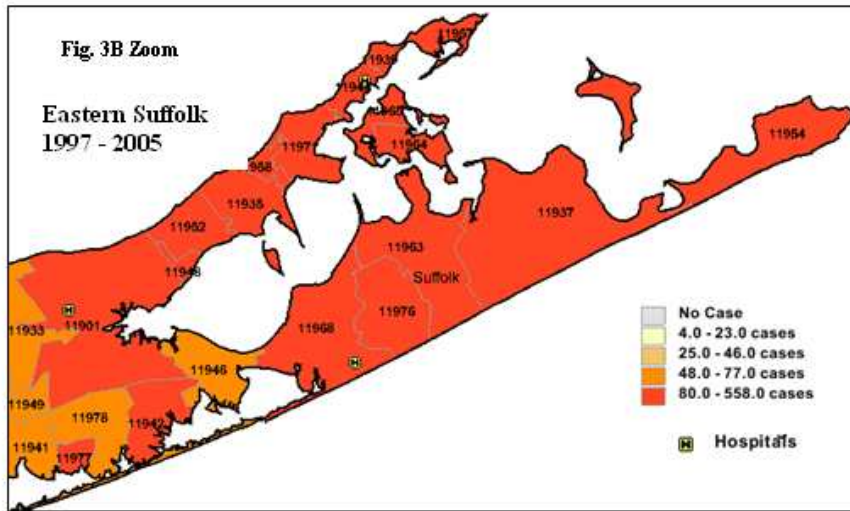 Fig. 3B Zoom
11957
11939
Eastern Suffolk
1997 - 2005
11954
11971
11964
11935
11937
11952
11963
11948
Suffolk
11976
11933
11901
11968
No Case
4.0 - 23.0 cases
25.0 - 46.0 cases
48.0 - 77.0 cases
80.0 - 558.0 cases
11946
11949
11978
11942
11941
11977
H Hospitals